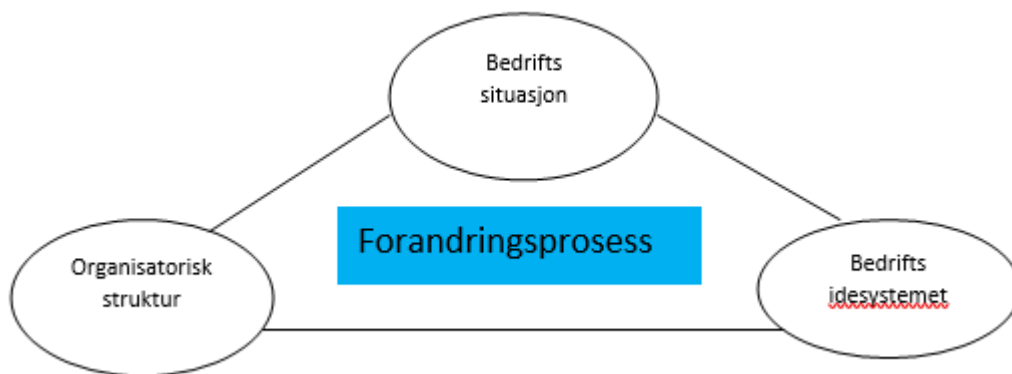 Bedrifts
situasjon
Forandringsprosess
Organisatorisk
struktur
Bedrifts
idesystemet